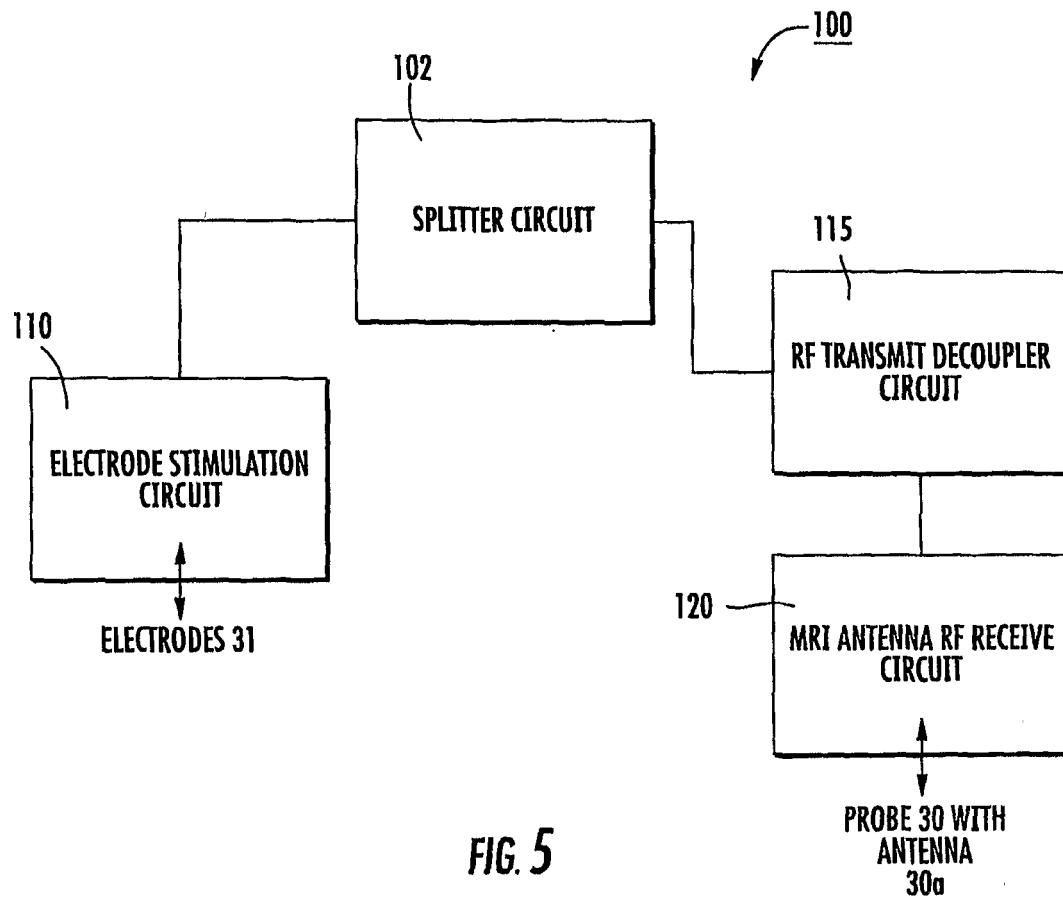 100
102
SPLITTER CIRCUIT
115
RF TRANSMIT DECOUPLER
CIRCUIT
110
ELECTRODE STIMULATION
CIRCUIT
ELECTRODES 31
120
MRI ANTENNA RF RECEIVE
CIRCUIT
PROBE 30 WITH
ANTENNA
30a
FIG. 5